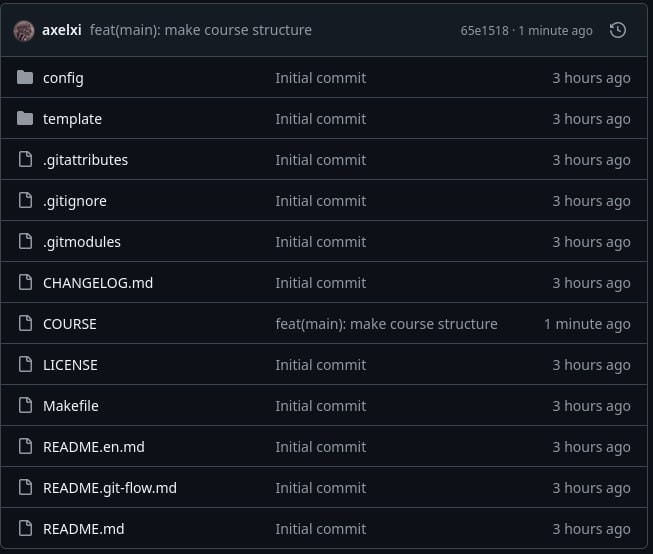 axelxi feat(main): make course structure 65e1518 · 1 minute ago
config Initial commit 3 hours ago
template Initial commit 3 hours ago
.gitattributes Initial commit 3 hours ago
.gitignore Initial commit 3 hours ago
.gitmodules Initial commit 3 hours ago
CHANGELOG.md Initial commit 3 hours ago
COURSE feat(main): make course structure 1 minute ago
LICENSE Initial commit 3 hours ago
Makefile Initial commit 3 hours ago
README.en.md Initial commit 3 hours ago
README.git-flow.md Initial commit 3 hours ago
README.md Initial commit 3 hours ago